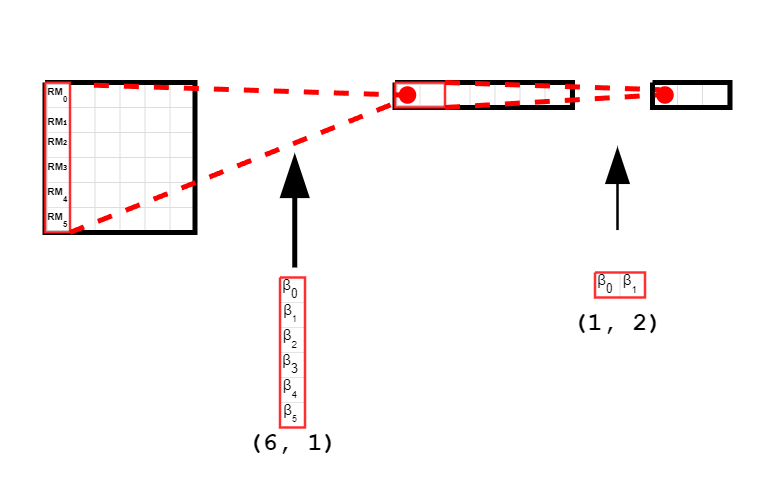 RM₀
RM₁
RM₂
RM₃
RM₄
RM₅
β₀
β₁
β₂
β₃
β₄
β₅
(6, 1)
β₀ β₁
(1, 2)